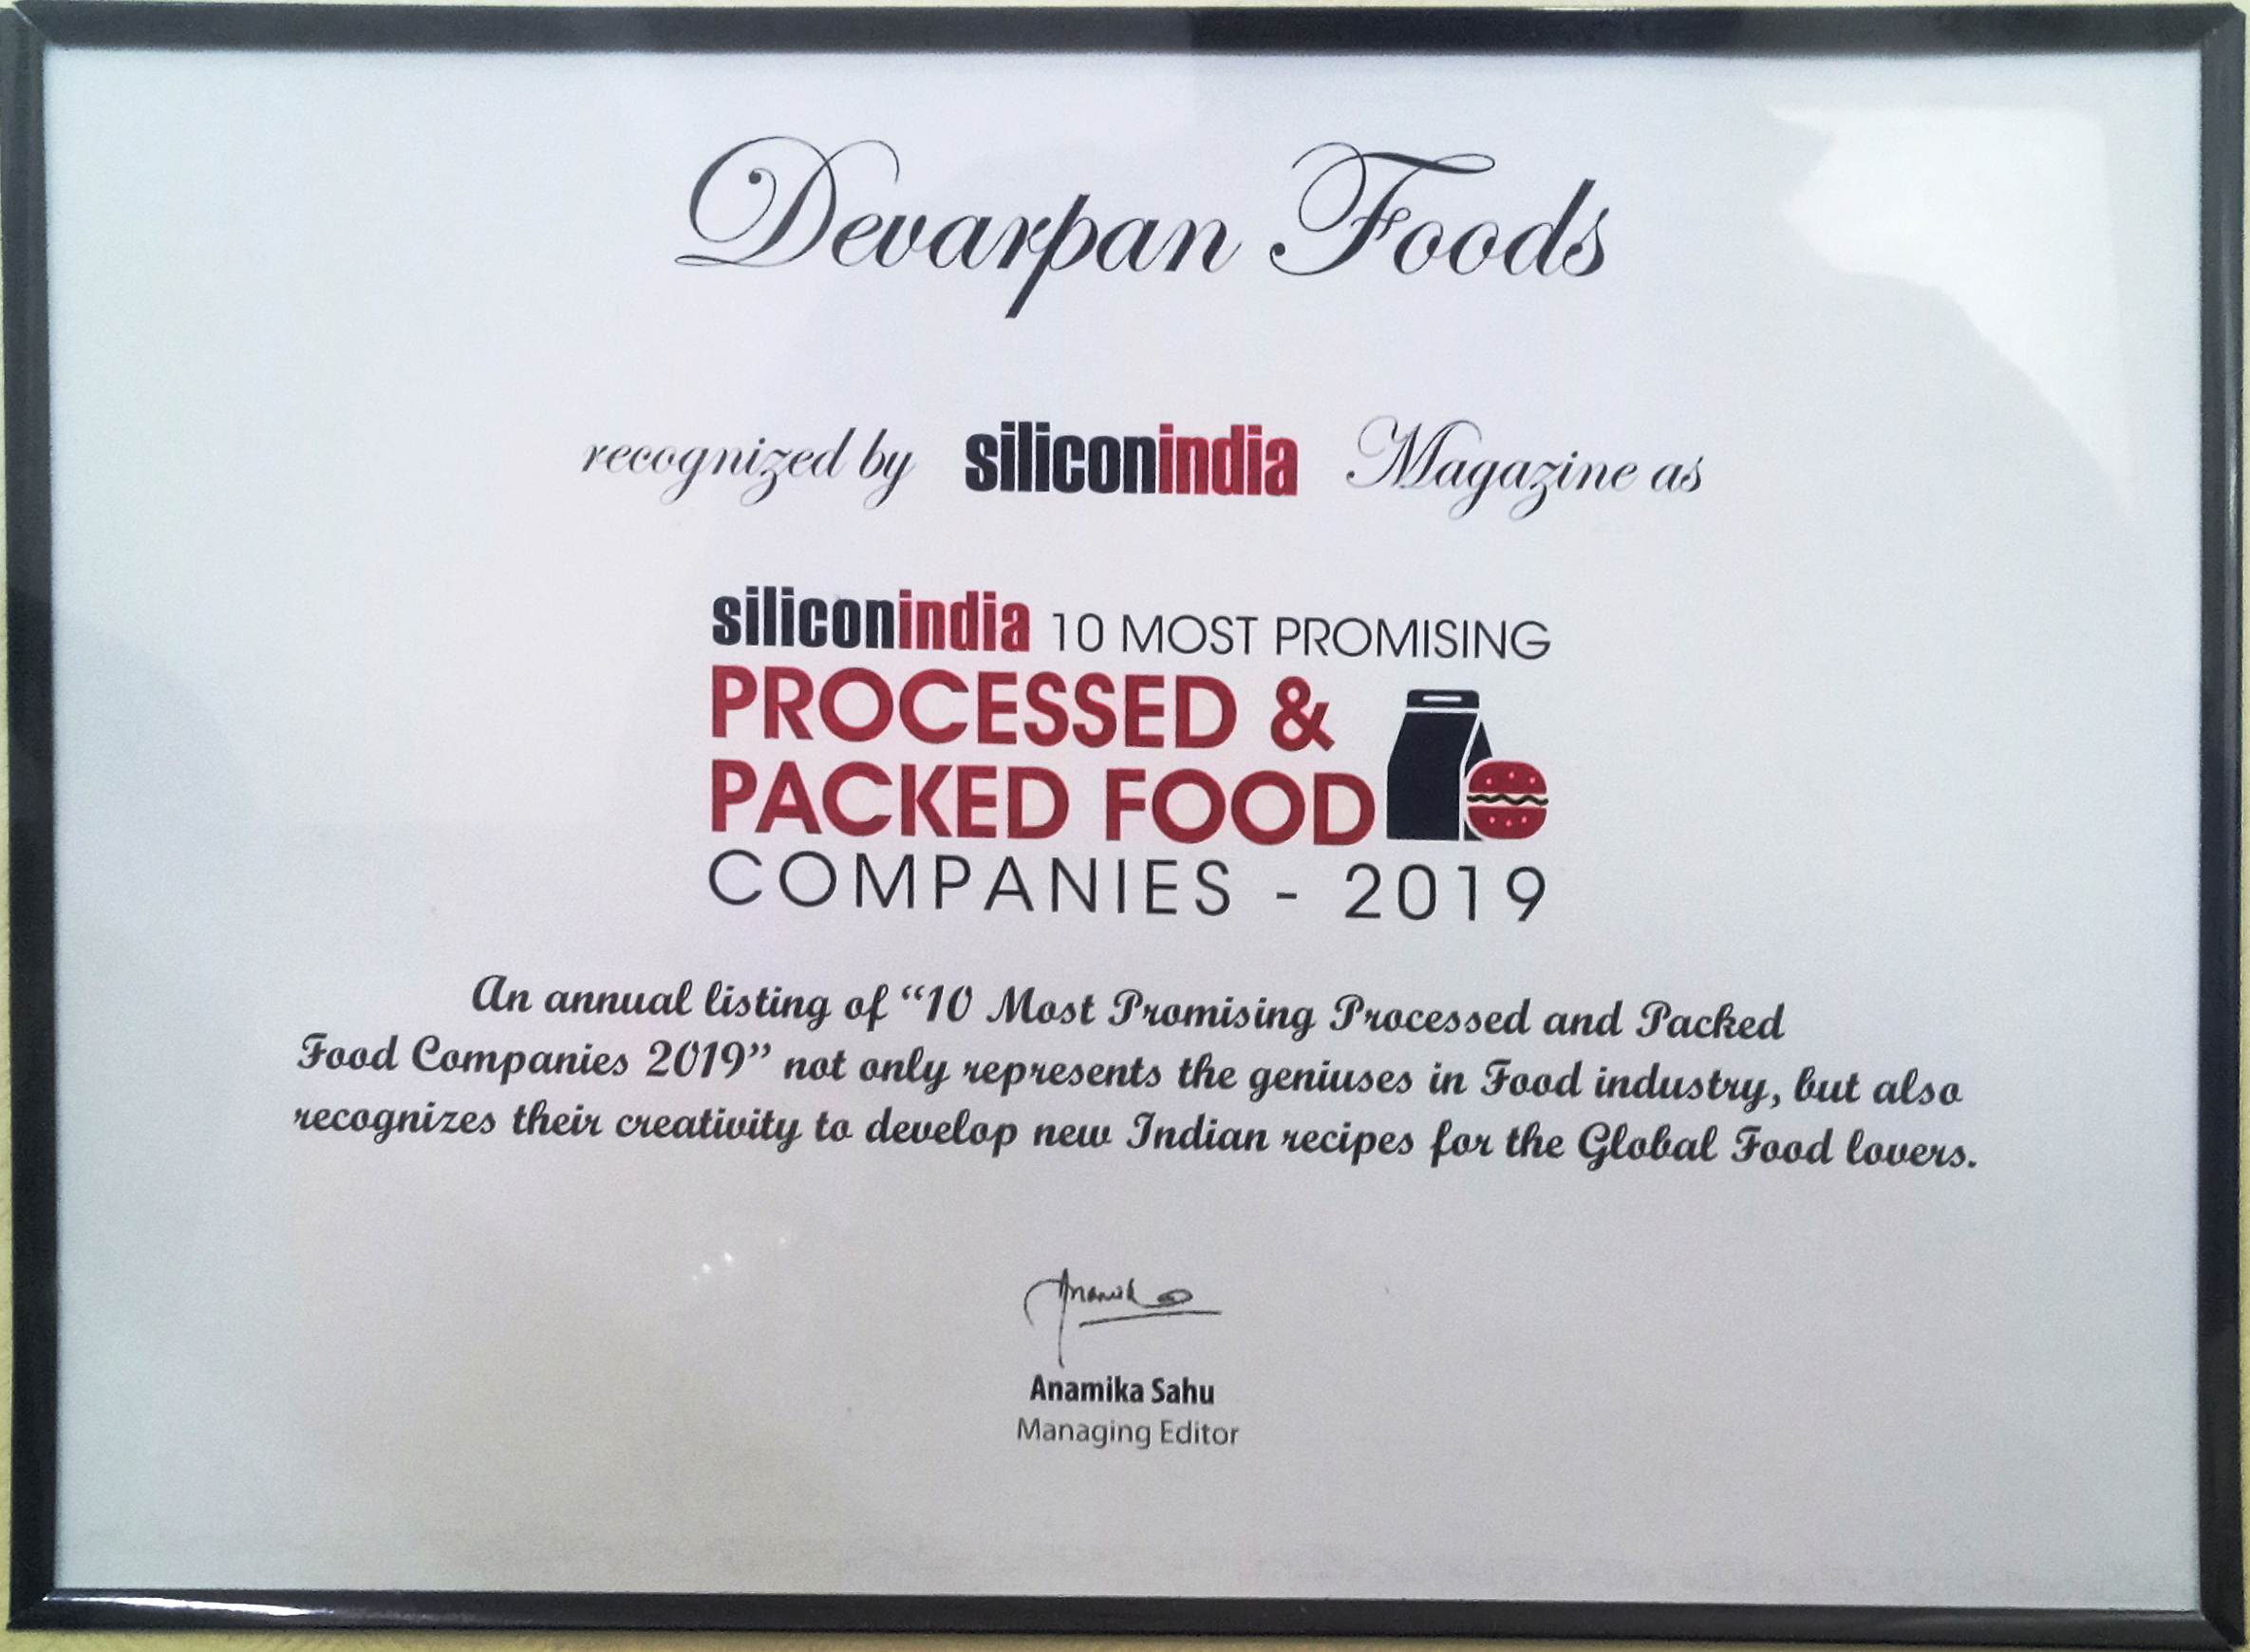 Devarpan Foods
recognized by siliconindia Magazine as
siliconindia 10 MOST PROMISING
PROCESSED &
PACKED FOOD
COMPANIES - 2019
An annual listing of “10 Most Promising Processed and Packed
Food Companies 2019” not only represents the geniuses in Food industry, but also
recognizes their creativity to develop new Indian recipes for the Global Food lovers.
Anamika
Anamika Sahu
Managing Editor